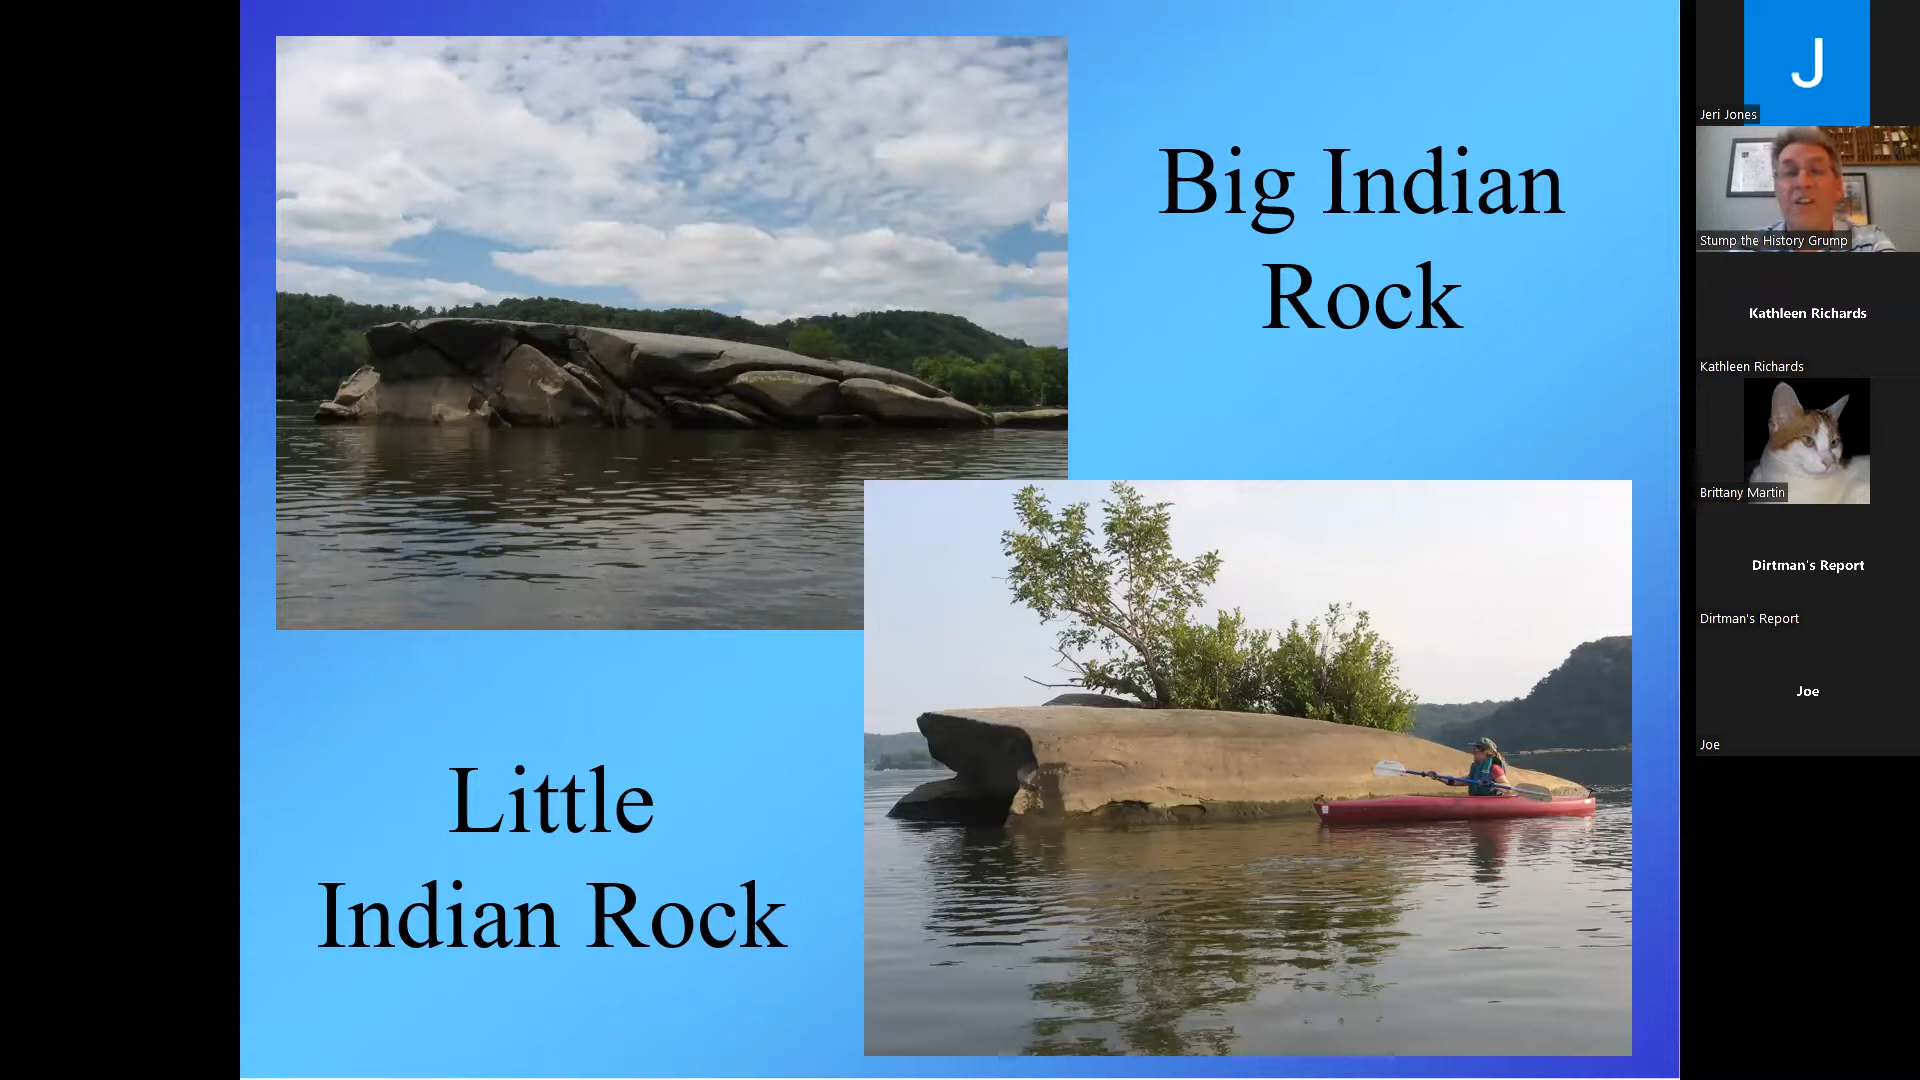 Big Indian
Rock
Little
Indian Rock
J
Jeri Jones
Stump the History Grump
Kathleen Richards
Kathleen Richards
Brittany Martin
Dirtman's Report
Dirtman's Report
Joe
Joe